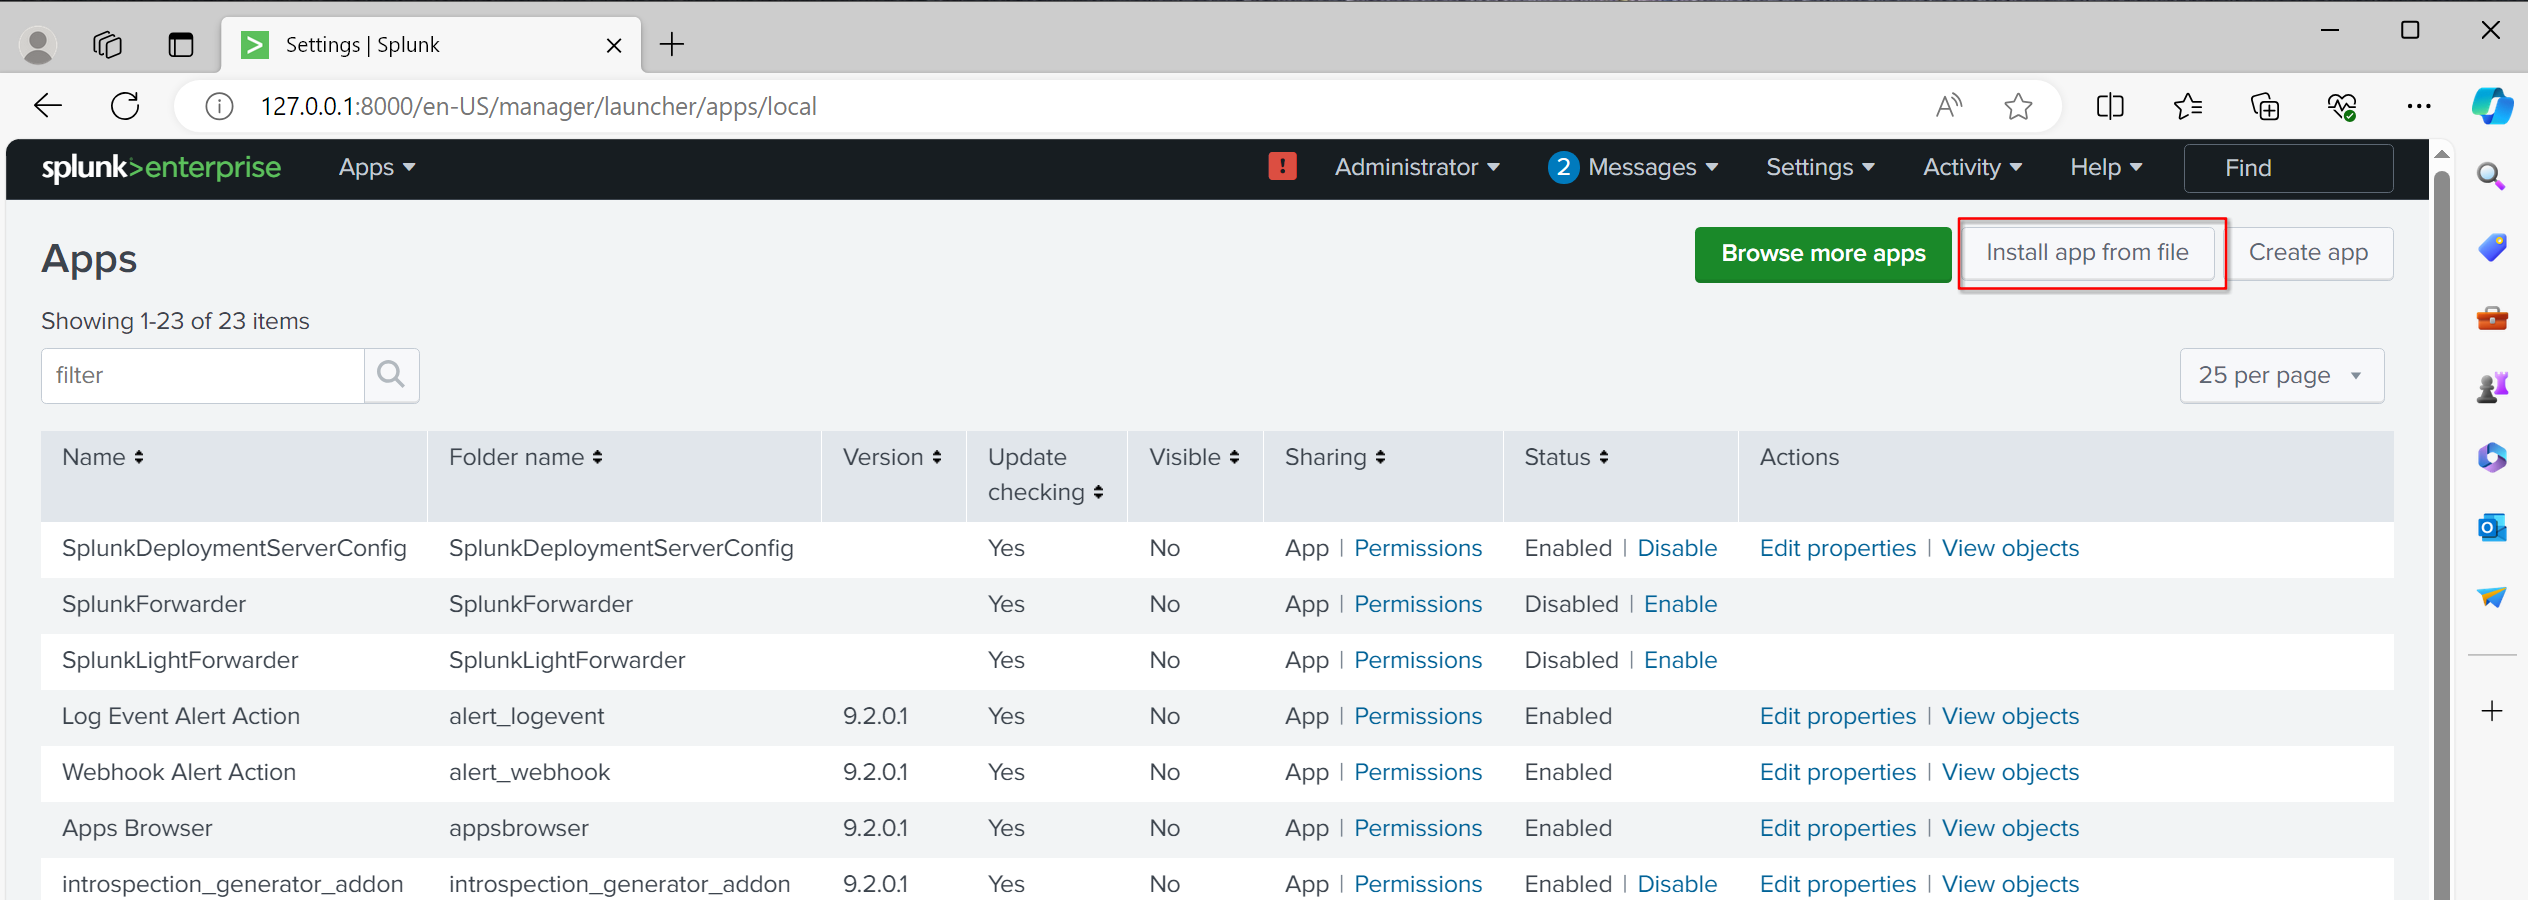 Settings | Splunk
127.0.0.1:8000/en-US/manager/launcher/apps/local
splunk>enterprise Apps ! Administrator 2 Messages Settings Activity Help Find
Apps Browse more apps Install app from file Create app
Showing 1-23 of 23 items
filter 25 per page
Name Folder name Version Update checking Visible Sharing Status Actions
SplunkDeploymentServerConfig SplunkDeploymentServerConfig Yes No App | Permissions Enabled | Disable Edit properties | View objects
SplunkForwarder SplunkForwarder Yes No App | Permissions Disabled | Enable
SplunkLightForwarder SplunkLightForwarder Yes No App | Permissions Disabled | Enable
Log Event Alert Action alert_logevent 9.2.0.1 Yes No App | Permissions Enabled Edit properties | View objects
Webhook Alert Action alert_webhook 9.2.0.1 Yes No App | Permissions Enabled Edit properties | View objects
Apps Browser appsbrowser 9.2.0.1 Yes No App | Permissions Enabled Edit properties | View objects
introspection_generator_addon introspection_generator_addon 9.2.0.1 Yes No App | Permissions Enabled | Disable Edit properties | View objects